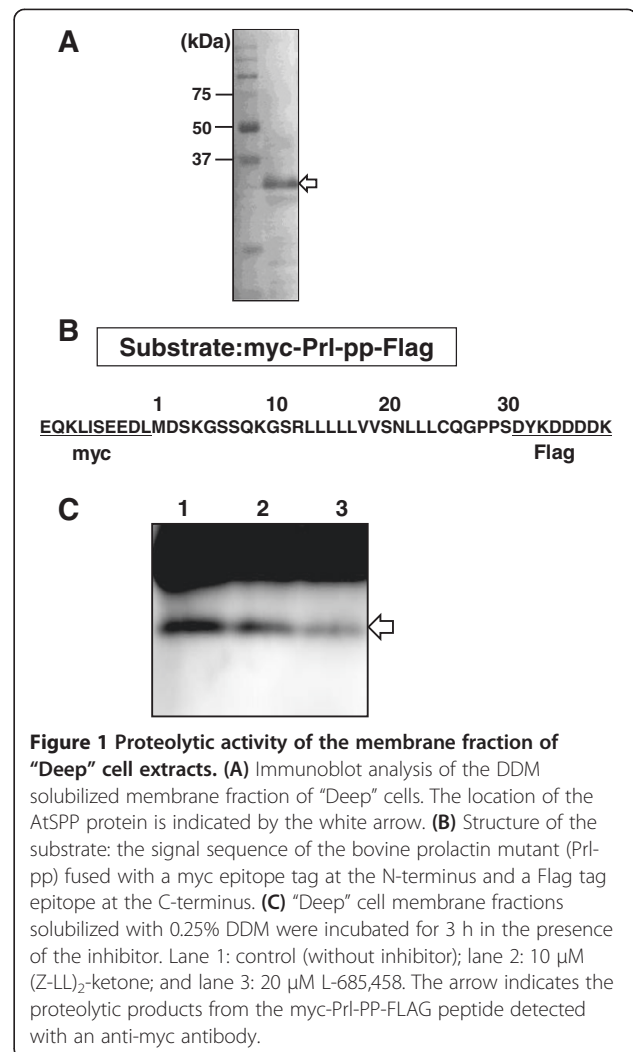 A
(kDa)
75
50
37
B
Substrate:myc-Prl-pp-Flag
1 10 20 30
EQKLISEEDLMDSKGSSQKGSRLLLLLVVSNLLLCQGPPSDYKDDDDK
myc Flag
C
1 2 3
Figure 1 Proteolytic activity of the membrane fraction of
“Deep” cell extracts. (A) Immunoblot analysis of the DDM
solubilized membrane fraction of “Deep” cells. The location of the
AtSPP protein is indicated by the white arrow. (B) Structure of the
substrate: the signal sequence of the bovine prolactin mutant (Prl-
pp) fused with a myc epitope tag at the N-terminus and a Flag tag
epitope at the C-terminus. (C) “Deep” cell membrane fractions
solubilized with 0.25% DDM were incubated for 3 h in the presence
of the inhibitor. Lane 1: control (without inhibitor); lane 2: 10 μM
(Z-LL)₂-ketone; and lane 3: 20 μM L-685,458. The arrow indicates the
proteolytic products from the myc-Prl-PP-FLAG peptide detected
with an anti-myc antibody.